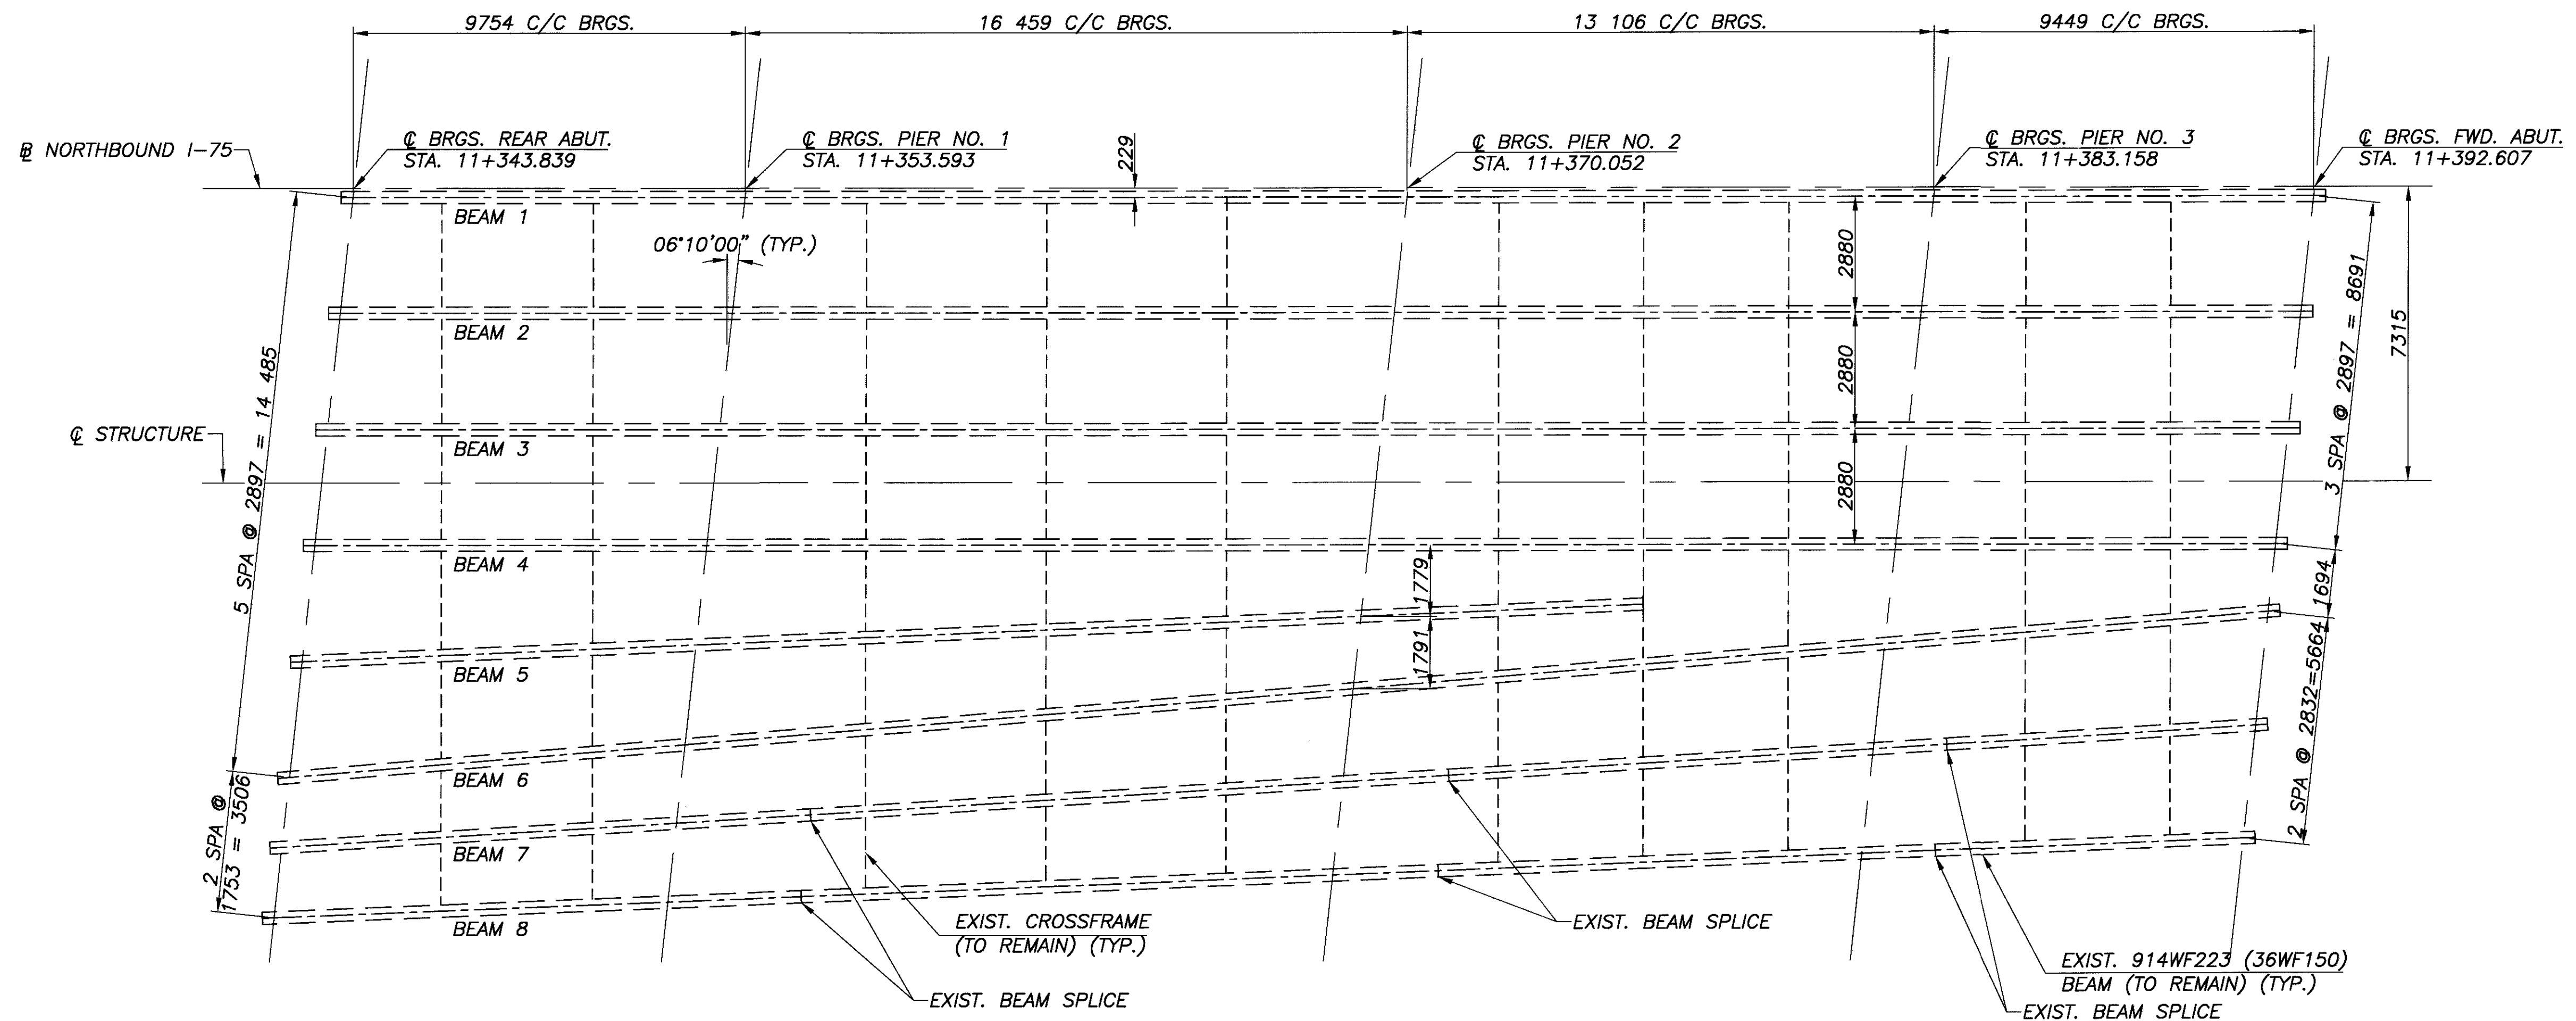 9754 C/C BRGS.
16 459 C/C BRGS.
13 106 C/C BRGS.
9449 C/C BRGS.
℄ BRGS. REAR ABUT.
STA. 11+343.839
℄ BRGS. PIER NO. 1
STA. 11+353.593
229
℄ BRGS. PIER NO. 2
STA. 11+370.052
℄ BRGS. PIER NO. 3
STA. 11+383.158
℄ BRGS. FWD. ABUT.
STA. 11+392.607
BL NORTHBOUND I-75
BEAM 1
06°10'00" (TYP.)
2880
BEAM 2
2880
7315
3 SPA @ 2897 = 8691
5 SPA @ 2897 = 14 485
℄ STRUCTURE
BEAM 3
2880
BEAM 4
1779
1694
BEAM 5
1791
2 SPA @ 2832=5664
BEAM 6
2 SPA @
1753 = 3506
BEAM 7
BEAM 8
EXIST. CROSSFRAME
(TO REMAIN) (TYP.)
EXIST. BEAM SPLICE
EXIST. BEAM SPLICE
EXIST. 914WF223 (36WF150)
BEAM (TO REMAIN) (TYP.)
EXIST. BEAM SPLICE